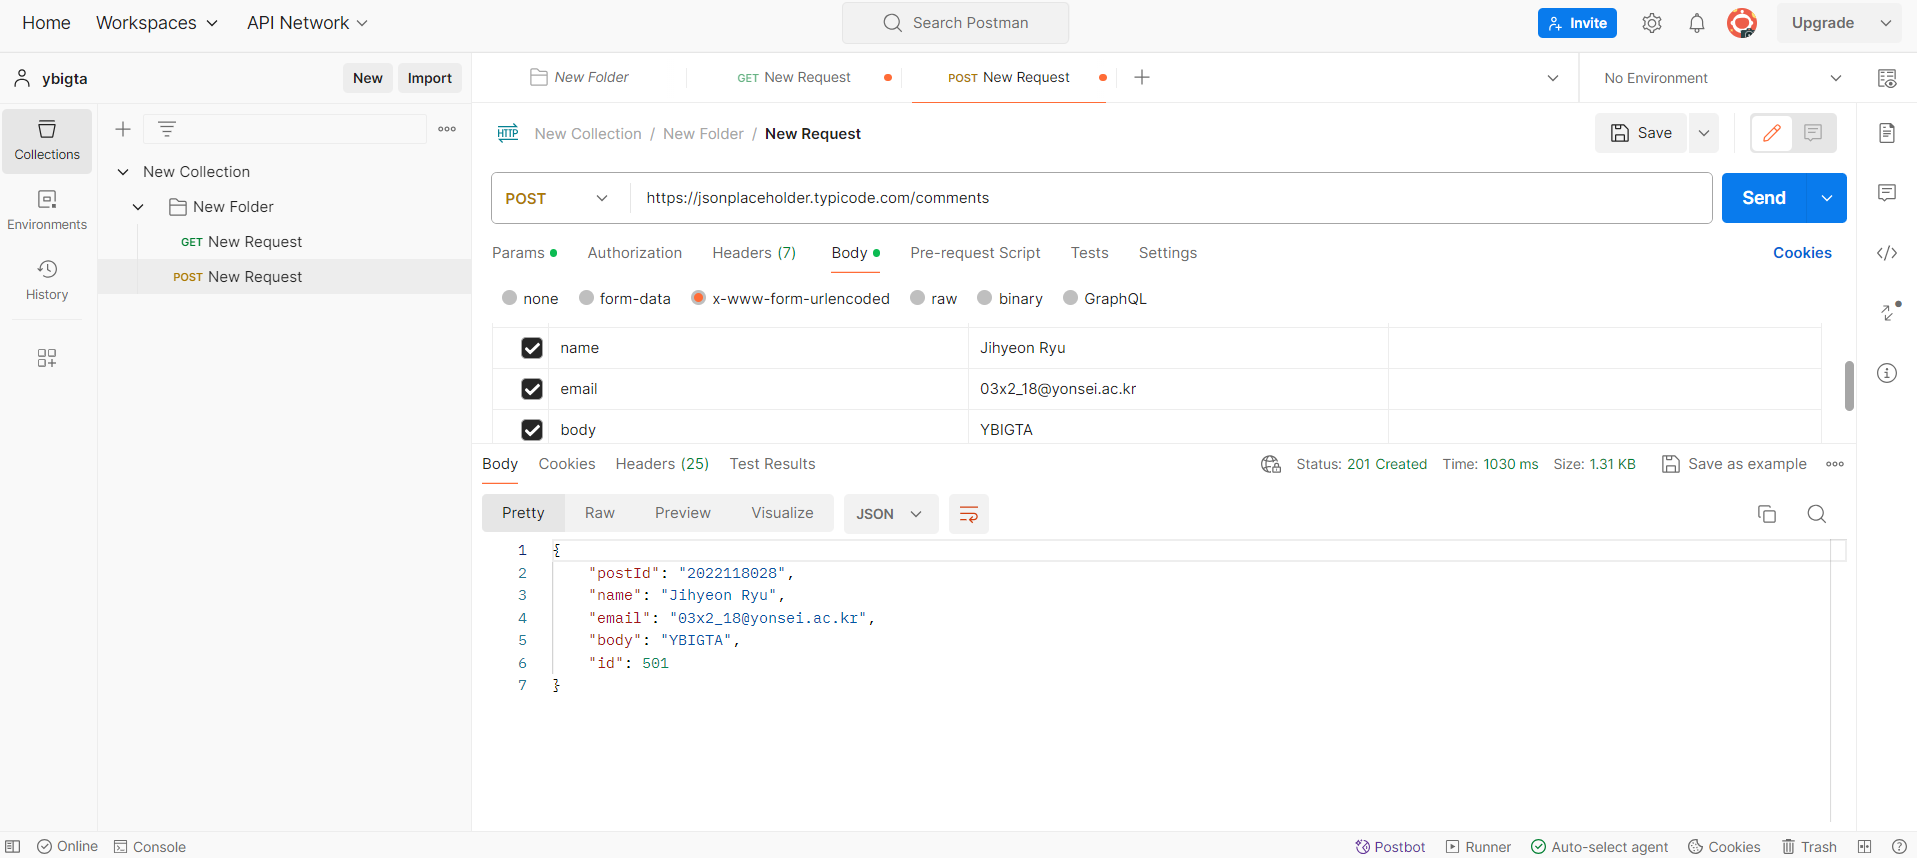 Home Workspaces API Network Search Postman Invite Upgrade
ybigta New Import
New Folder GET New Request POST New Request No Environment
Collections
Environments
History
New Collection
New Folder
GET New Request
POST New Request
HTTP New Collection / New Folder / New Request Save
POST https://jsonplaceholder.typicode.com/comments Send
Params Authorization Headers (7) Body Pre-request Script Tests Settings Cookies
none form-data x-www-form-urlencoded raw binary GraphQL
name Jihyeon Ryu
email 03x2_18@yonsei.ac.kr
body YBIGTA
Body Cookies Headers (25) Test Results Status: 201 Created Time: 1030 ms Size: 1.31 KB Save as example
Pretty Raw Preview Visualize JSON
1 {
2 "postId": "2022118028",
3 "name": "Jihyeon Ryu",
4 "email": "03x2_18@yonsei.ac.kr",
5 "body": "YBIGTA",
6 "id": 501
7 }
Online Console Postbot Runner Auto-select agent Cookies Trash